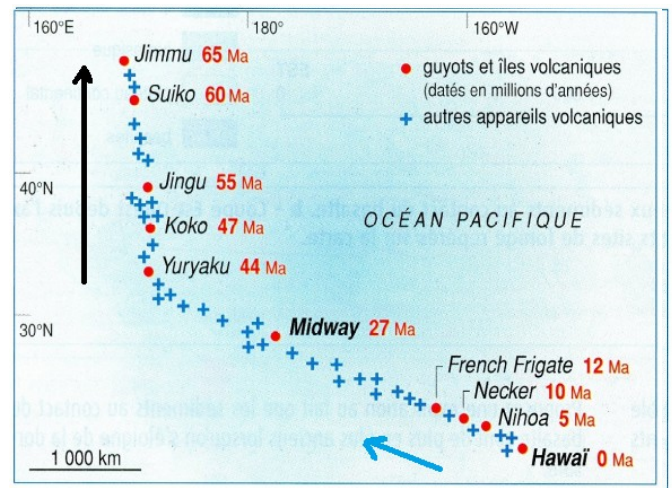 160°E
180°
160°W
Jimmu 65 Ma
Suiko 60 Ma
guyots et îles volcaniques
(datés en millions d'années)
autres appareils volcaniques
40°N
Jingu 55 Ma
Koko 47 Ma
OCÉAN PACIFIQUE
Yuryaku 44 Ma
30°N
Midway 27 Ma
French Frigate 12 Ma
Necker 10 Ma
Nihoa 5 Ma
Hawaï 0 Ma
1 000 km